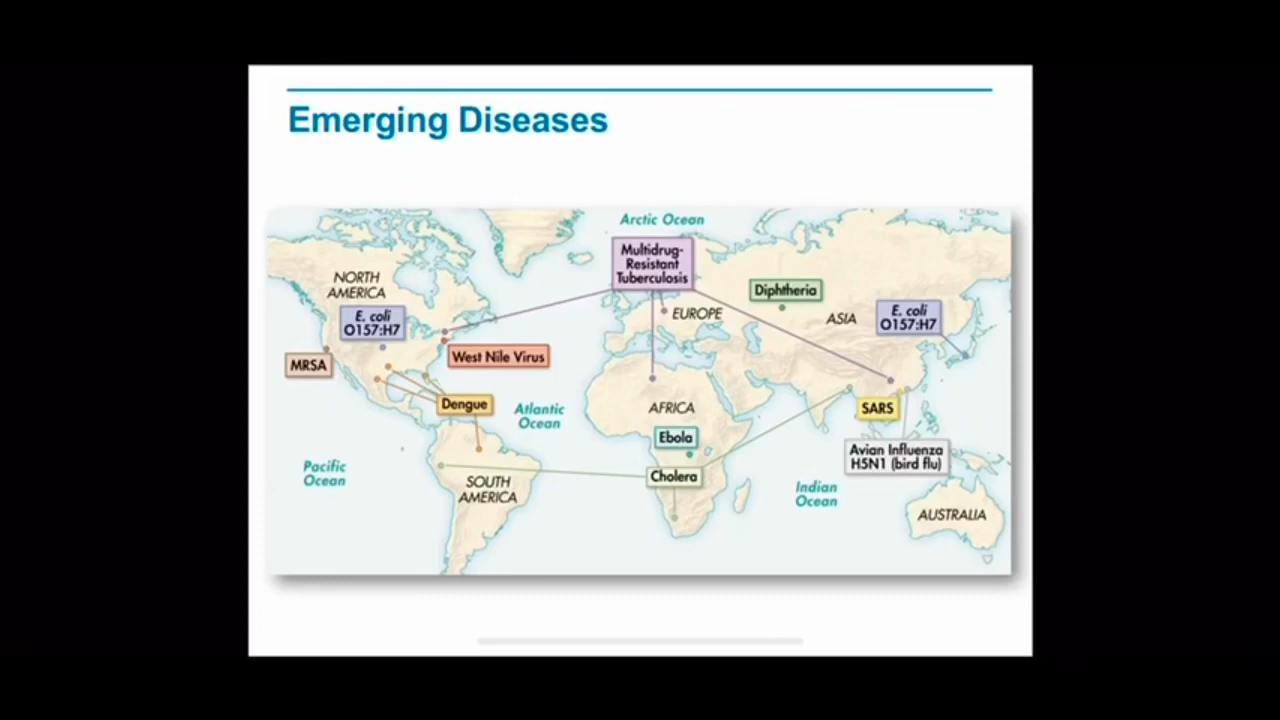 Emerging Diseases
Arctic Ocean
Multidrug-
Resistant
Tuberculosis
NORTH
AMERICA
Diphtheria
E. coli
O157:H7
EUROPE
ASIA
E. coli
O157:H7
MRSA
West Nile Virus
Dengue
Atlantic
Ocean
AFRICA
SARS
Ebola
Avian Influenza
H5N1 (bird flu)
Pacific
Ocean
Cholera
SOUTH
AMERICA
Indian
Ocean
AUSTRALIA